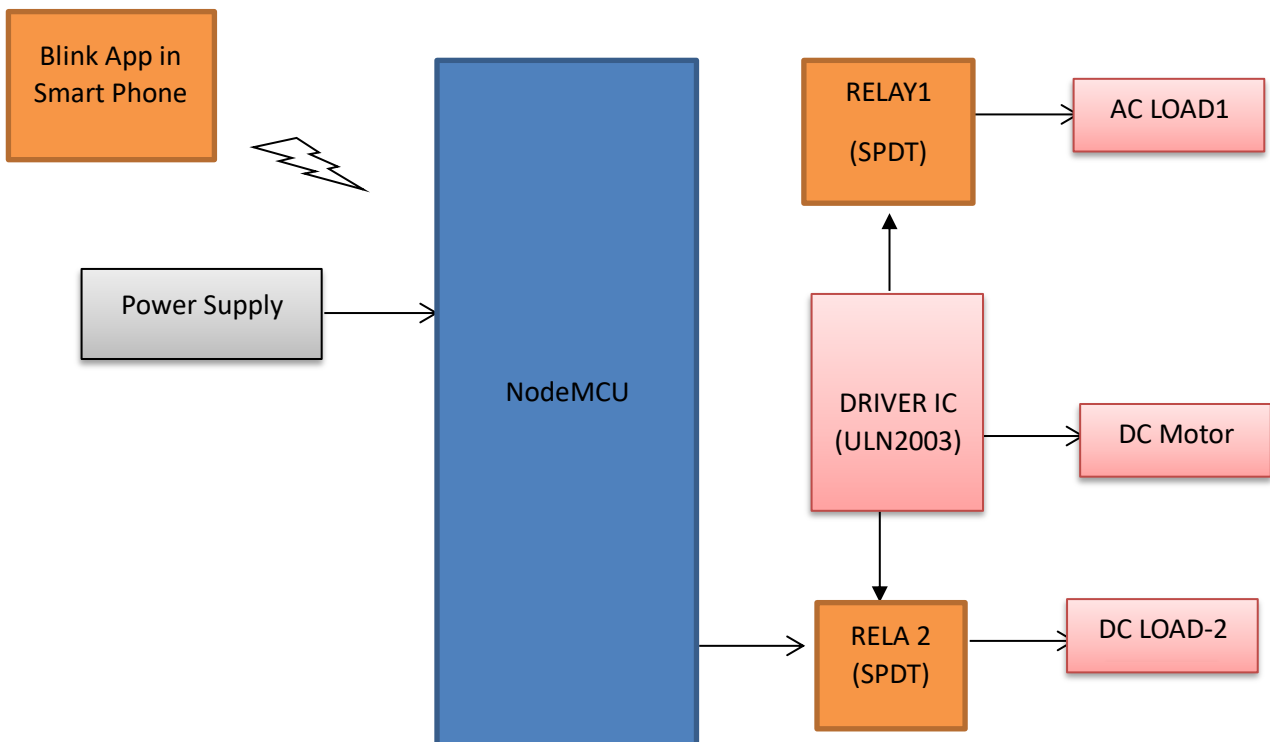 Blink App in
Smart Phone
RELAY1
(SPDT)
AC LOAD1
Power Supply
NodeMCU
DRIVER IC
(ULN2003)
DC Motor
RELA 2
(SPDT)
DC LOAD-2